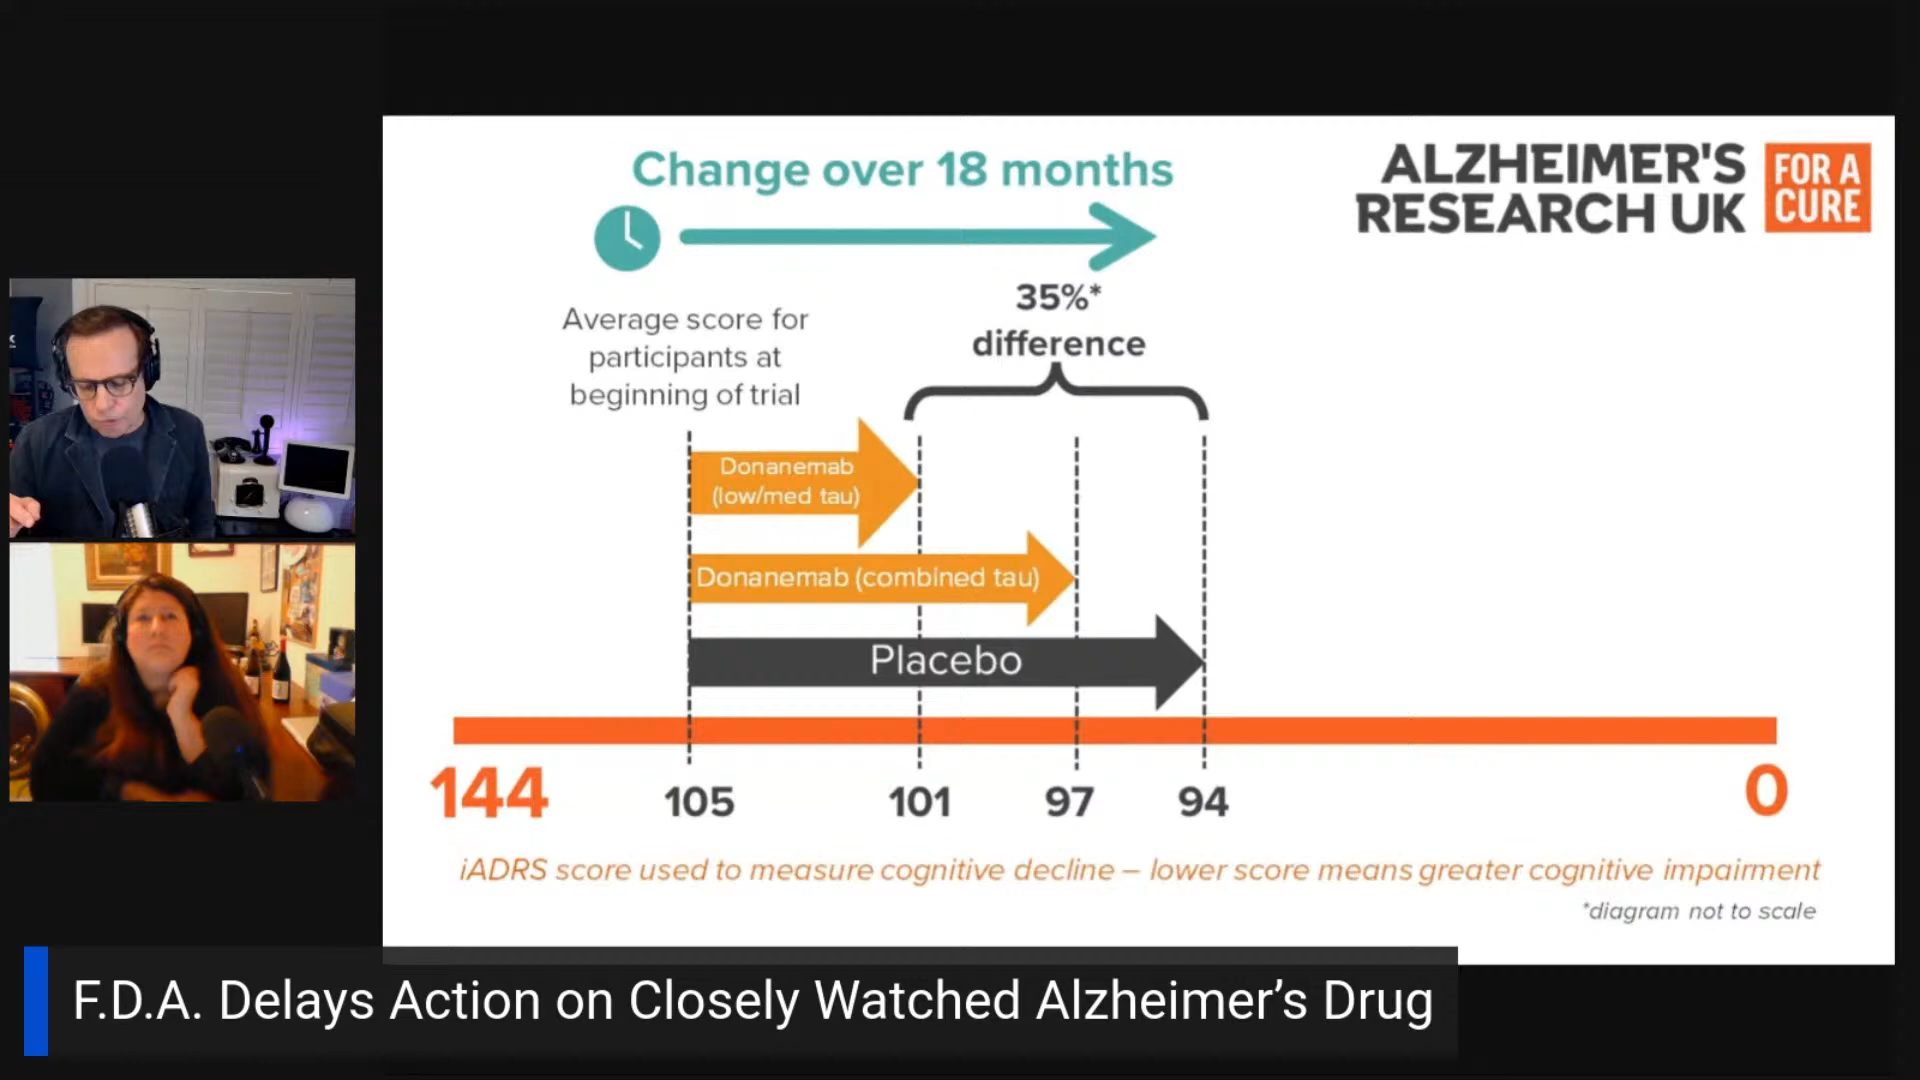 Change over 18 months
ALZHEIMER'S
RESEARCH UK
FOR A
CURE
35%*
difference
Average score for
participants at
beginning of trial
Donanemab
(low/med tau)
Donanemab (combined tau)
Placebo
144
105
101
97
94
0
iADRS score used to measure cognitive decline – lower score means greater cognitive impairment
*diagram not to scale
F.D.A. Delays Action on Closely Watched Alzheimer’s Drug